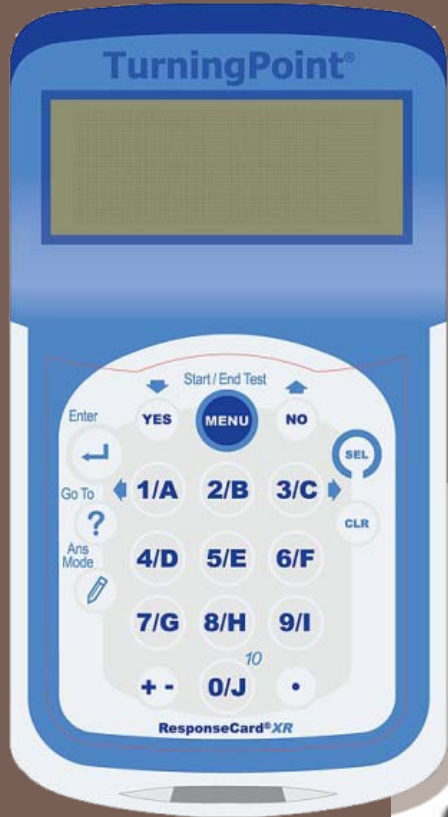 TurningPoint®
Start / End Test
Enter
YES
MENU
NO
SEL
Go To
1/A
2/B
3/C
?
CLR
Ans
Mode
4/D
5/E
6/F
7/G
8/H
9/I
10
+ -
0/J
•
ResponseCard®XR